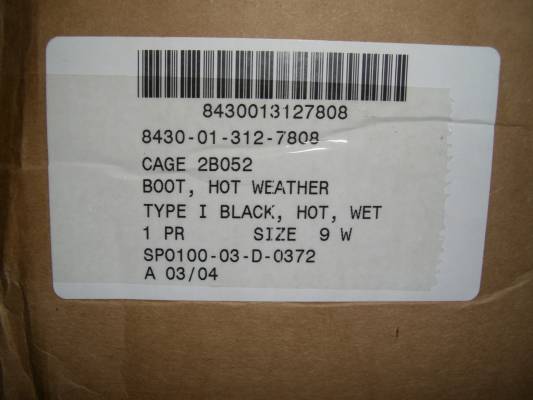 8430013127808
8430-01-312-7808
CAGE 2B052
BOOT, HOT WEATHER
TYPE I BLACK, HOT, WET
1 PR SIZE 9 W
SP0100-03-D-0372
A 03/04